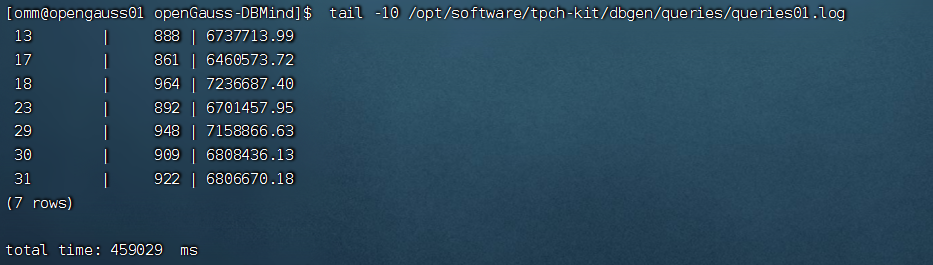 [omm@opengauss01 openGauss-DBMind]$  tail -10 /opt/software/tpch-kit/dbgen/queries/queries01.log
 13        |     888 | 6737713.99
 17        |     861 | 6460573.72
 18        |     964 | 7236687.40
 23        |     892 | 6701457.95
 29        |     948 | 7158866.63
 30        |     909 | 6808436.13
 31        |     922 | 6806670.18
(7 rows)
total time: 459029  ms